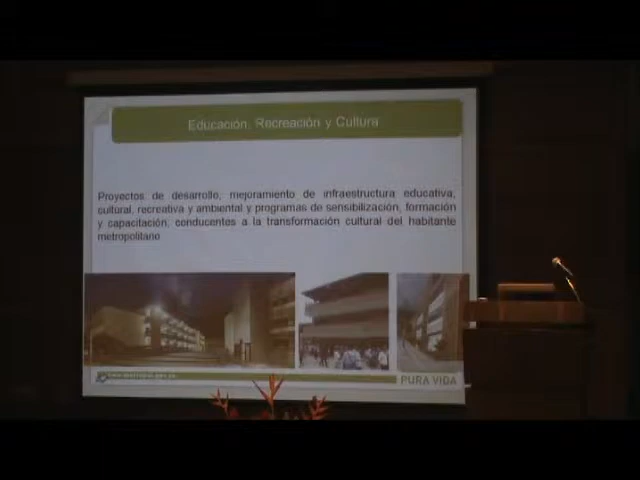 Educación, Recreación y Cultura
Proyectos de desarrollo, mejoramiento de infraestructura educativa,
cultural, recreativa y ambiental y programas de sensibilización, formación
y capacitación, conducentes a la transformación cultural del habitante
metropolitano
PURA VIDA